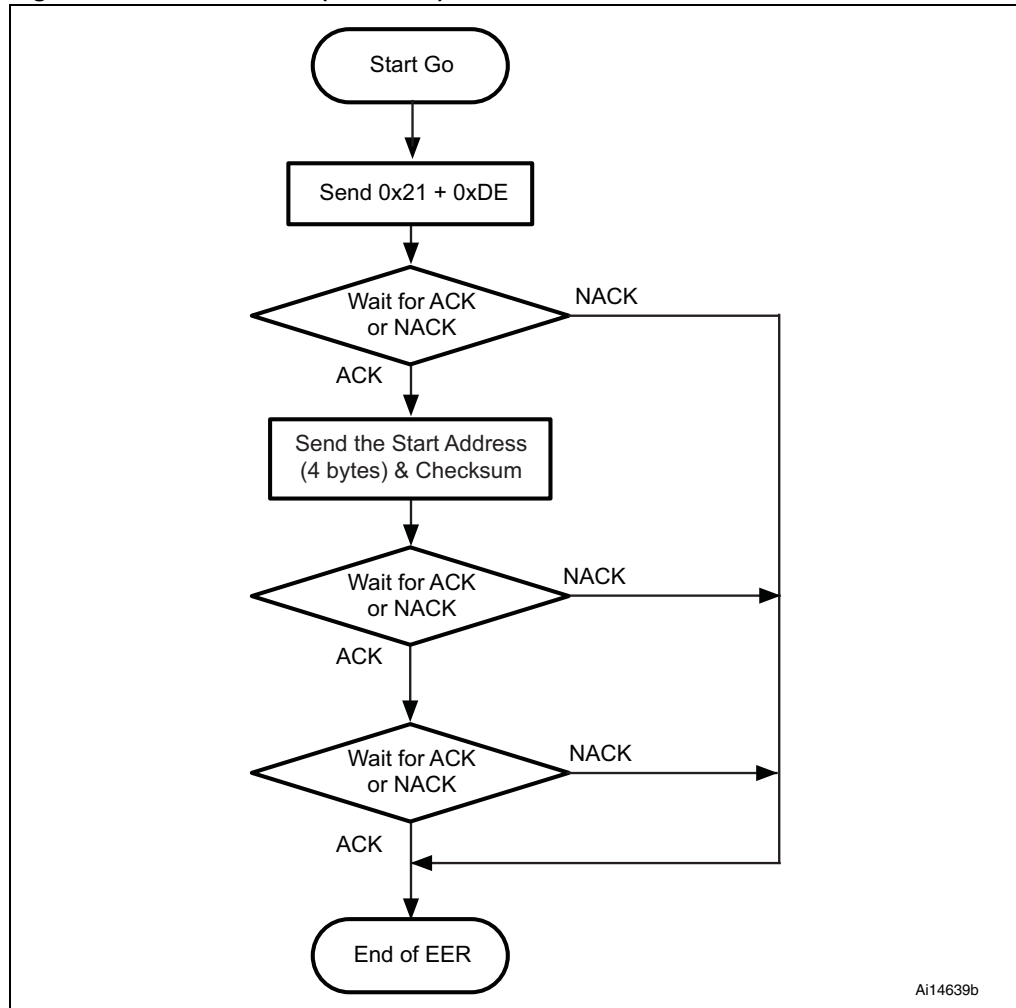 Start Go
Send 0x21 + 0xDE
Wait for ACK
or NACK
NACK
ACK
Send the Start Address
(4 bytes) & Checksum
Wait for ACK
or NACK
NACK
ACK
Wait for ACK
or NACK
NACK
ACK
End of EER
Ai14639b